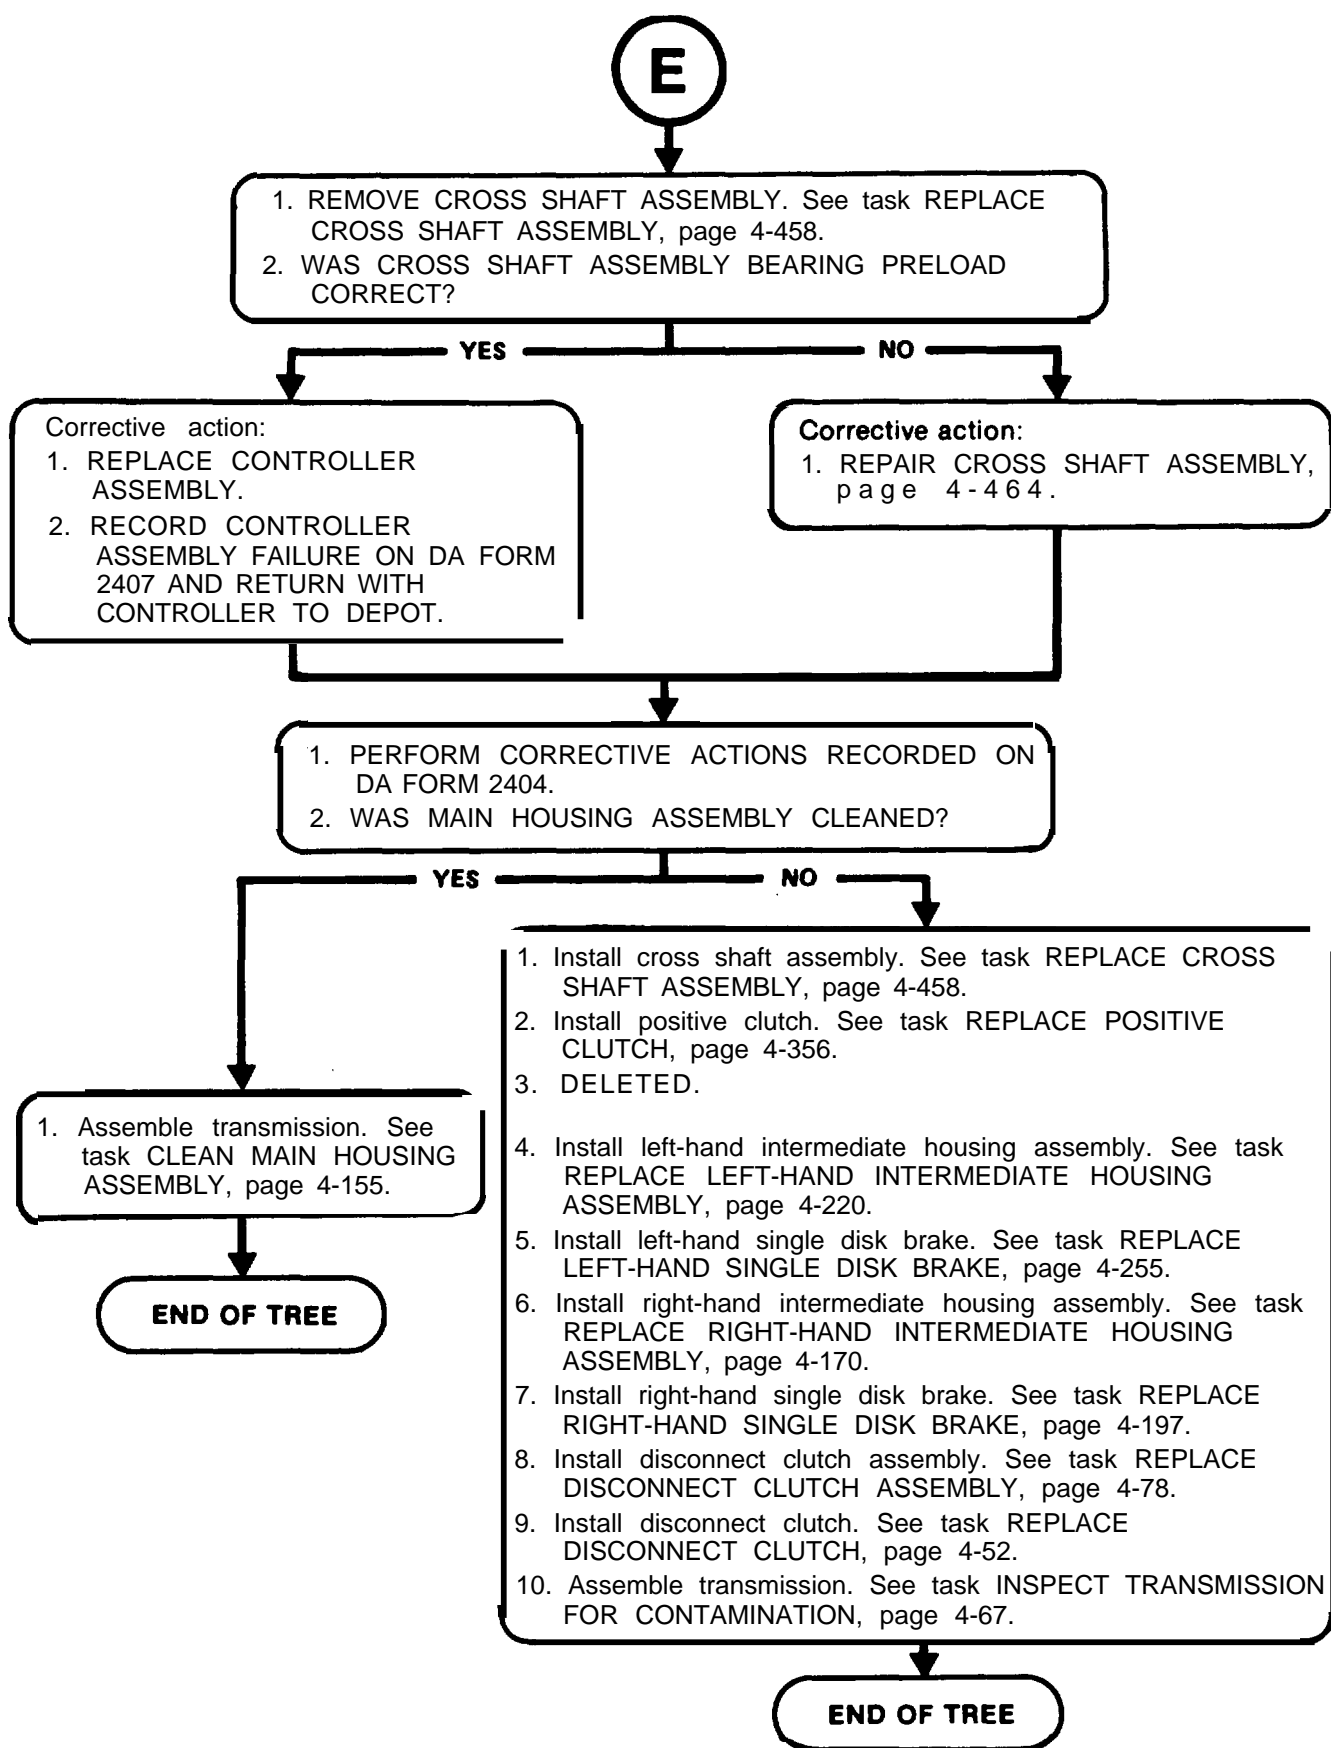 E
1. REMOVE CROSS SHAFT ASSEMBLY. See task REPLACE
CROSS SHAFT ASSEMBLY, page 4-458.
2. WAS CROSS SHAFT ASSEMBLY BEARING PRELOAD
CORRECT?
YES
NO
Corrective action:
1. REPLACE CONTROLLER
ASSEMBLY.
2. RECORD CONTROLLER
ASSEMBLY FAILURE ON DA FORM
2407 AND RETURN WITH
CONTROLLER TO DEPOT.
Corrective action:
1. REPAIR CROSS SHAFT ASSEMBLY,
page 4-464.
1. PERFORM CORRECTIVE ACTIONS RECORDED ON
DA FORM 2404.
2. WAS MAIN HOUSING ASSEMBLY CLEANED?
YES
NO
1. Assemble transmission. See
task CLEAN MAIN HOUSING
ASSEMBLY, page 4-155.
END OF TREE
1. Install cross shaft assembly. See task REPLACE CROSS
SHAFT ASSEMBLY, page 4-458.
2. Install positive clutch. See task REPLACE POSITIVE
CLUTCH, page 4-356.
3. DELETED.
4. Install left-hand intermediate housing assembly. See task
REPLACE LEFT-HAND INTERMEDIATE HOUSING
ASSEMBLY, page 4-220.
5. Install left-hand single disk brake. See task REPLACE
LEFT-HAND SINGLE DISK BRAKE, page 4-255.
6. Install right-hand intermediate housing assembly. See task
REPLACE RIGHT-HAND INTERMEDIATE HOUSING
ASSEMBLY, page 4-170.
7. Install right-hand single disk brake. See task REPLACE
RIGHT-HAND SINGLE DISK BRAKE, page 4-197.
8. Install disconnect clutch assembly. See task REPLACE
DISCONNECT CLUTCH ASSEMBLY, page 4-78.
9. Install disconnect clutch. See task REPLACE
DISCONNECT CLUTCH, page 4-52.
10. Assemble transmission. See task INSPECT TRANSMISSION
FOR CONTAMINATION, page 4-67.
END OF TREE